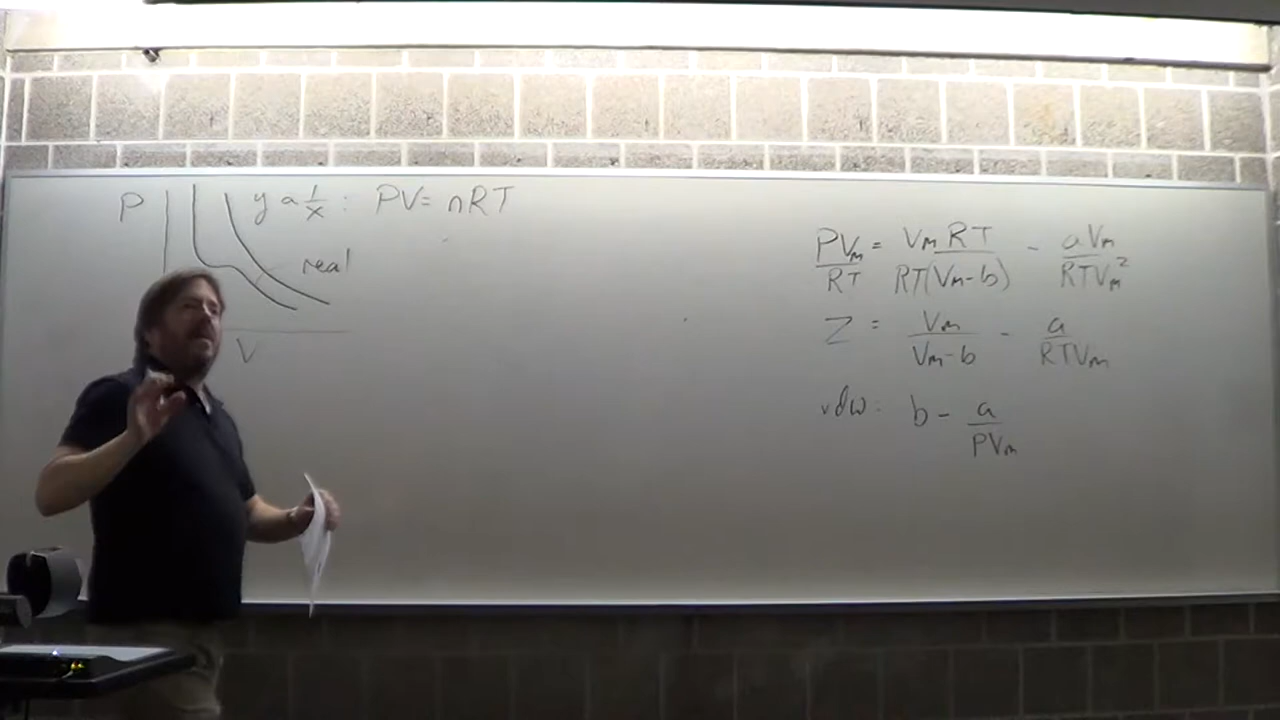 P y α 1/x : PV = nRT
real
V
PVₘ/RT = VₘRT/RT(Vₘ-b) - aVₘ/RTVₘ²
Z = Vₘ/Vₘ-b - a/RTVₘ
vdw: b - a/PVₘ